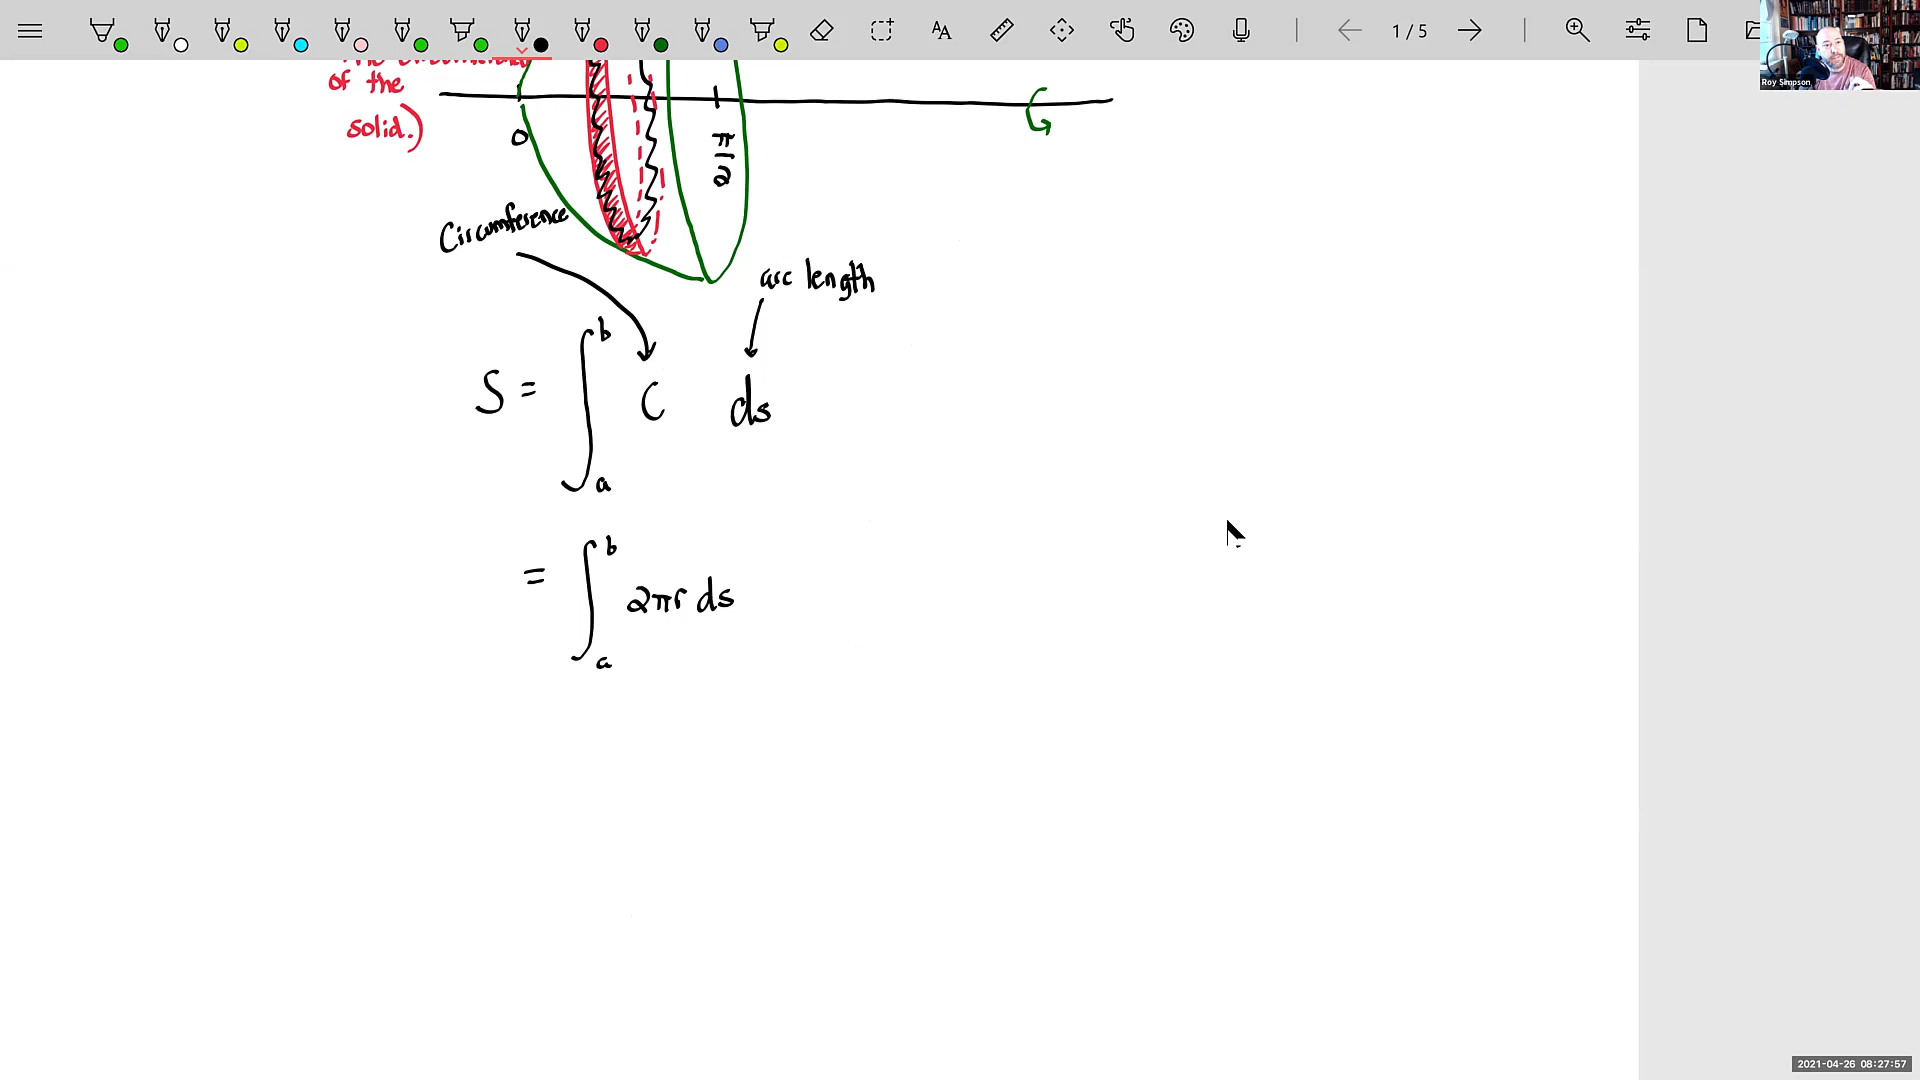 1 / 5
Roy Simpson
of the
solid.)
0
π/2
Circumference
arc length
S = ∫_a^b C ds
= ∫_a^b 2πr ds
2021-04-26 08:27:57